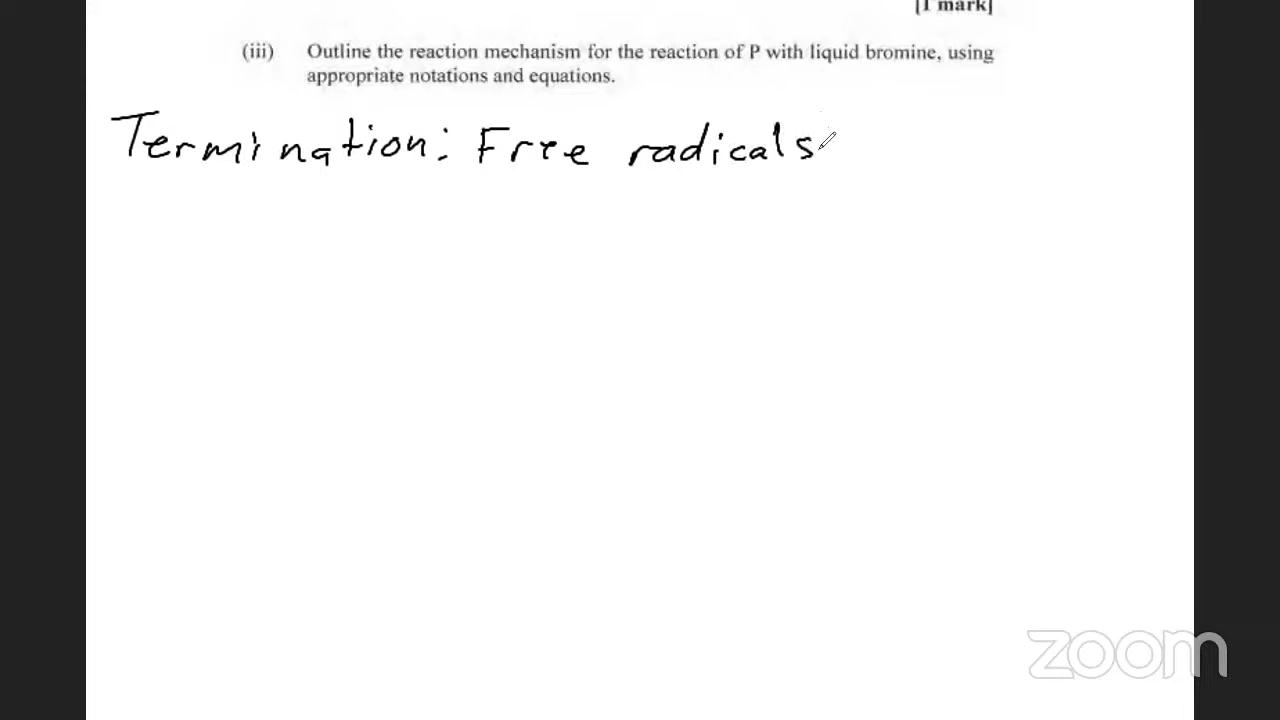 [1 mark]
(iii) Outline the reaction mechanism for the reaction of P with liquid bromine, using
appropriate notations and equations.
Termination: Free radicals
zoom